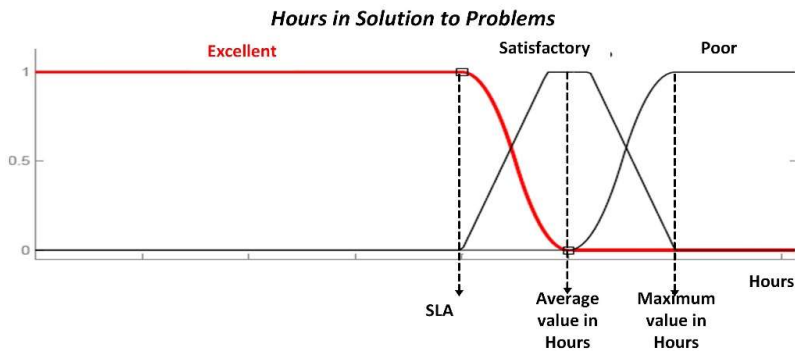 Hours in Solution to Problems
Excellent
Satisfactory
Poor
1
0.5
0
Hours
SLA
Average
value in
Hours
Maximum
value in
Hours